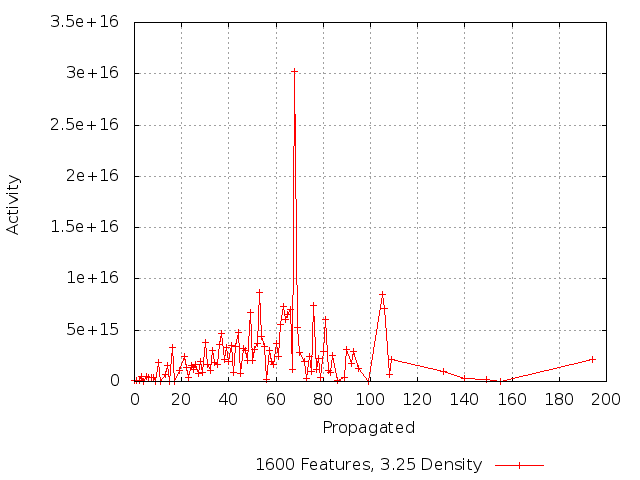 3.5e+16
3e+16
2.5e+16
2e+16
1.5e+16
1e+16
5e+15
0
Activity
0 20 40 60 80 100 120 140 160 180 200
Propagated
1600 Features, 3.25 Density